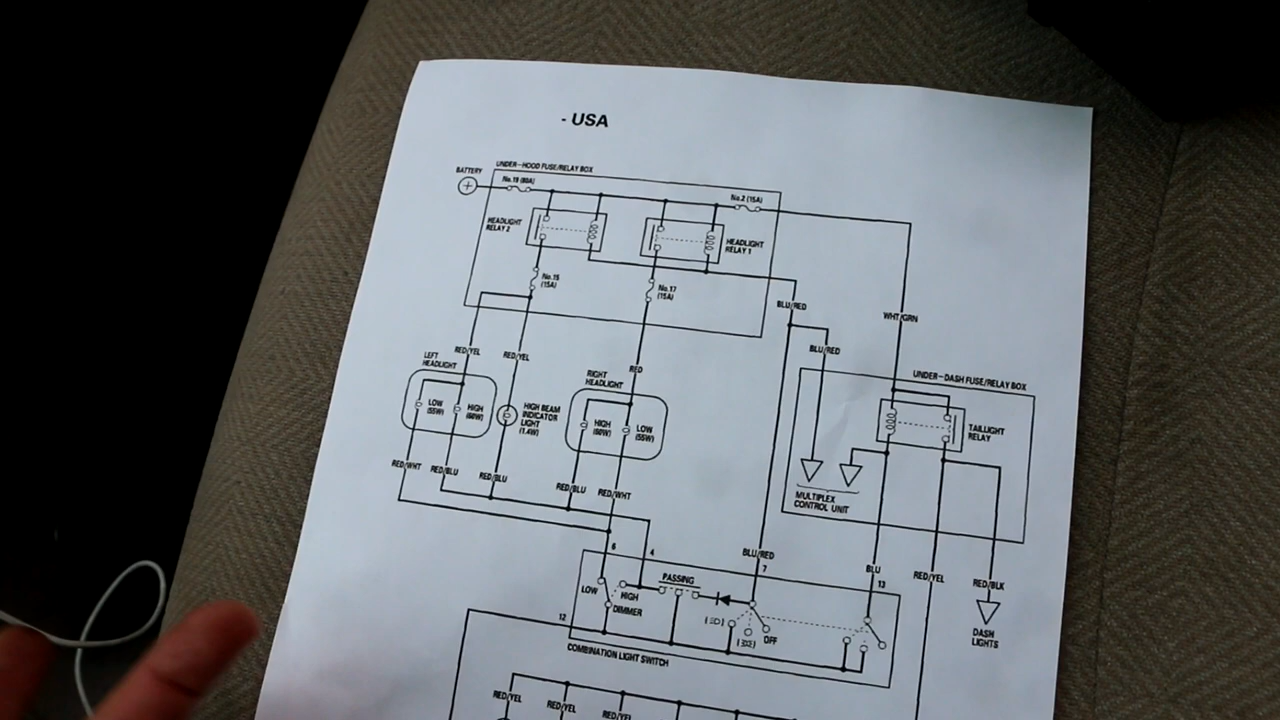 - USA
UNDER-HOOD FUSE/RELAY BOX
BATTERY
+
No.19 (80A)
No.2 (15A)
HEADLIGHT
RELAY 2
HEADLIGHT
RELAY 1
No.15
(15A)
No.17
(15A)
BLU/RED
WHT/GRN
BLU/RED
RED/YEL
RED/YEL
RED
UNDER-DASH FUSE/RELAY BOX
LEFT
HEADLIGHT
RIGHT
HEADLIGHT
LOW
(55W)
HIGH
(60W)
HIGH BEAM
INDICATOR
LIGHT
(1.4W)
HIGH
(60W)
LOW
(55W)
TAILLIGHT
RELAY
RED/WHT
RED/BLU
RED/BLU
RED/BLU
RED/WHT
MULTIPLEX
CONTROL UNIT
6
4
BLU/RED
7
BLU
13
RED/YEL
RED/BLK
LOW
HIGH
DIMMER
PASSING
OFF
12
DASH
LIGHTS
COMBINATION LIGHT SWITCH
RED/YEL
RED/YEL
RED/YEL